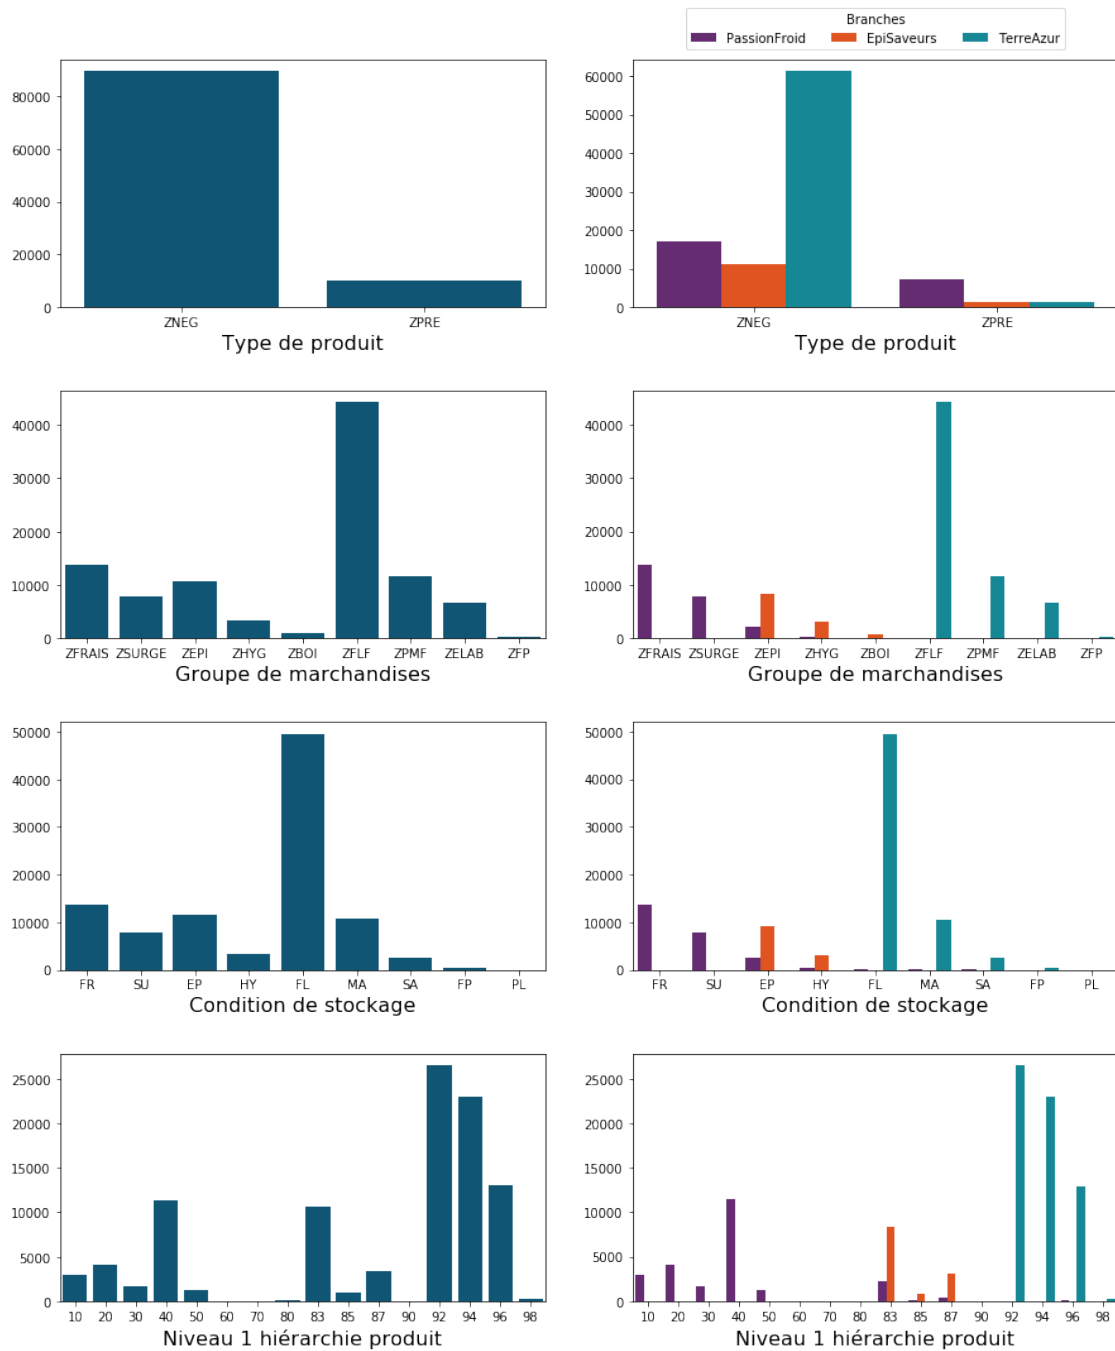 Branches
PassionFroid EpiSaveurs TerreAzur
80000
60000
40000
20000
0
ZNEG ZPRE
Type de produit
60000
50000
40000
30000
20000
10000
0
ZNEG ZPRE
Type de produit
40000
30000
20000
10000
0
ZFRAIS ZSURGE ZEPI ZHYG ZBOI ZFLF ZPMF ZELAB ZFP
Groupe de marchandises
40000
30000
20000
10000
0
ZFRAIS ZSURGE ZEPI ZHYG ZBOI ZFLF ZPMF ZELAB ZFP
Groupe de marchandises
50000
40000
30000
20000
10000
0
FR SU EP HY FL MA SA FP PL
Condition de stockage
50000
40000
30000
20000
10000
0
FR SU EP HY FL MA SA FP PL
Condition de stockage
25000
20000
15000
10000
5000
0
10 20 30 40 50 60 70 80 83 85 87 90 92 94 96 98
Niveau 1 hiérarchie produit
25000
20000
15000
10000
5000
0
10 20 30 40 50 60 70 80 83 85 87 90 92 94 96 98
Niveau 1 hiérarchie produit